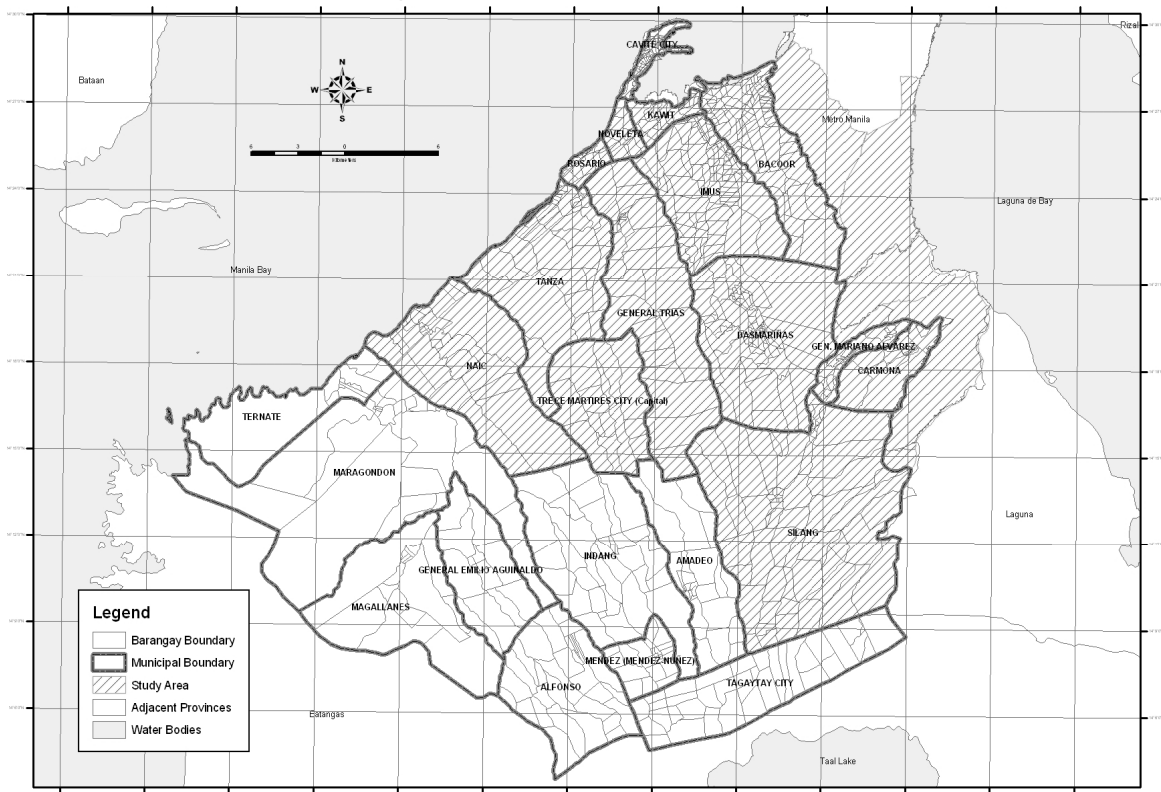 Rizal
CAVITE CITY
Bataan
N
W E
S
KAWIT
Metro Manila
NOVELETA
ROSARIO
BACOOR
IMUS
Laguna de Bay
Manila Bay
TANZA
GENERAL TRIAS
DASMARIÑAS
GEN. MARIANO ALVAREZ
NAIC
CARMONA
TRECE MARTIRES CITY (Capital)
TERNATE
MARAGONDON
Laguna
SILANG
INDANG
AMADEO
GENERAL EMILIO AGUINALDO
MAGALLANES
MENDEZ (MENDEZ-NUÑEZ)
TAGAYTAY CITY
ALFONSO
Batangas
Taal Lake
Legend
Barangay Boundary
Municipal Boundary
Study Area
Adjacent Provinces
Water Bodies